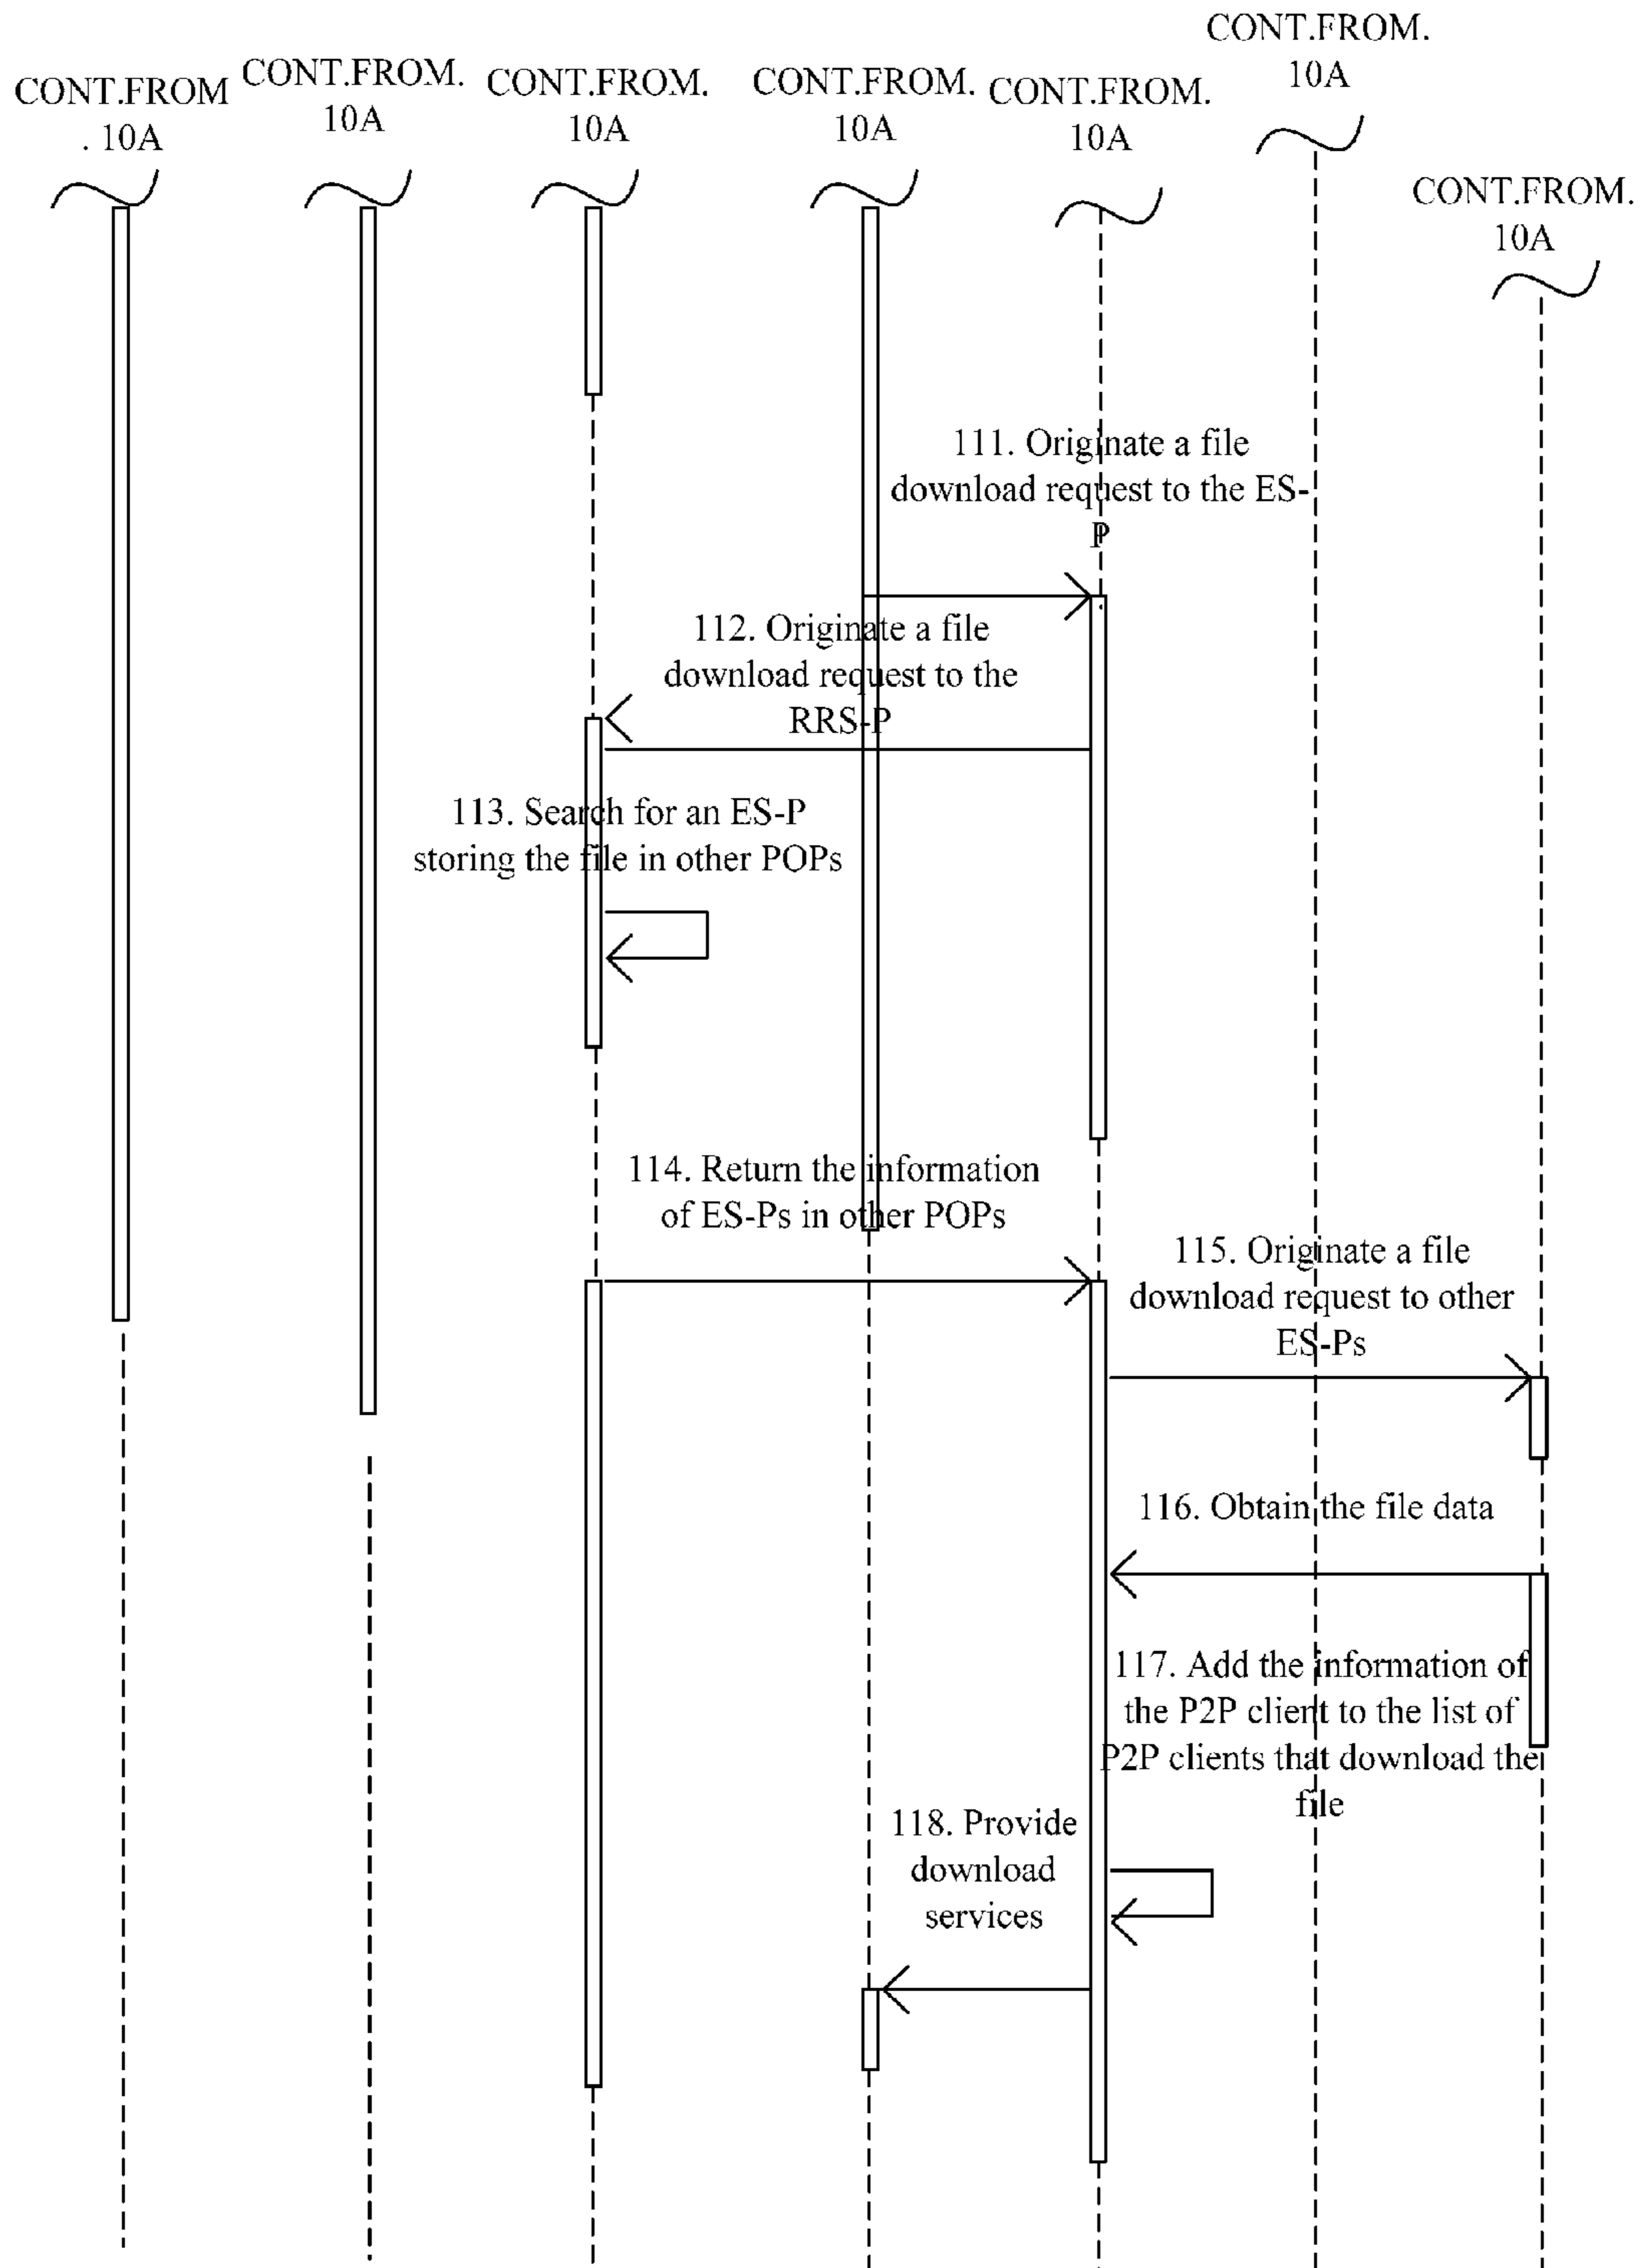 CONT.FROM
. 10A
CONT.FROM.
10A
CONT.FROM.
10A
CONT.FROM.
10A
CONT.FROM.
10A
CONT.FROM.
10A
CONT.FROM.
10A
111. Originate a file
download request to the ES-
P
112. Originate a file
download request to the
RRS-P
113. Search for an ES-P
storing the file in other POPs
114. Return the information
of ES-Ps in other POPs
115. Originate a file
download request to other
ES-Ps
116. Obtain the file data
117. Add the information of
the P2P client to the list of
P2P clients that download the
file
118. Provide
download
services